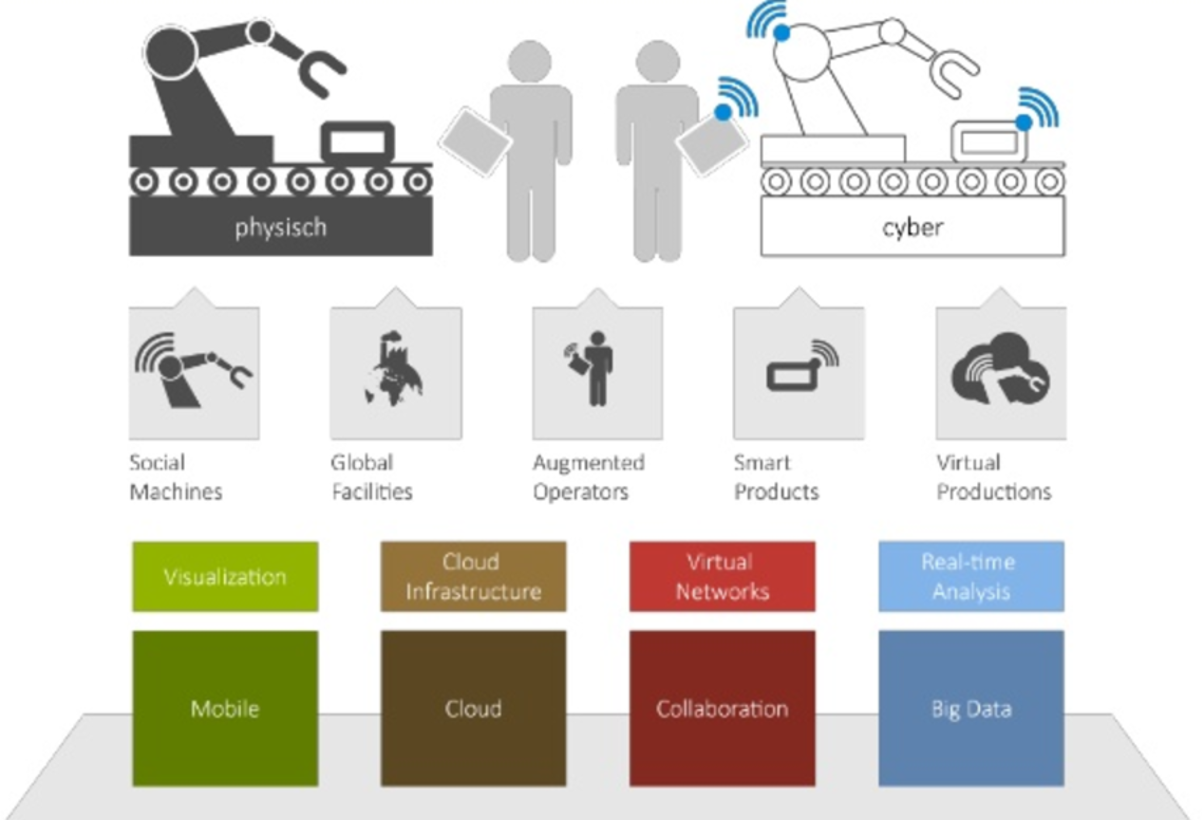 physisch
cyber
Social
Machines
Global
Facilities
Augmented
Operators
Smart
Products
Virtual
Productions
Visualization
Cloud
Infrastructure
Virtual
Networks
Real-time
Analysis
Mobile
Cloud
Collaboration
Big Data